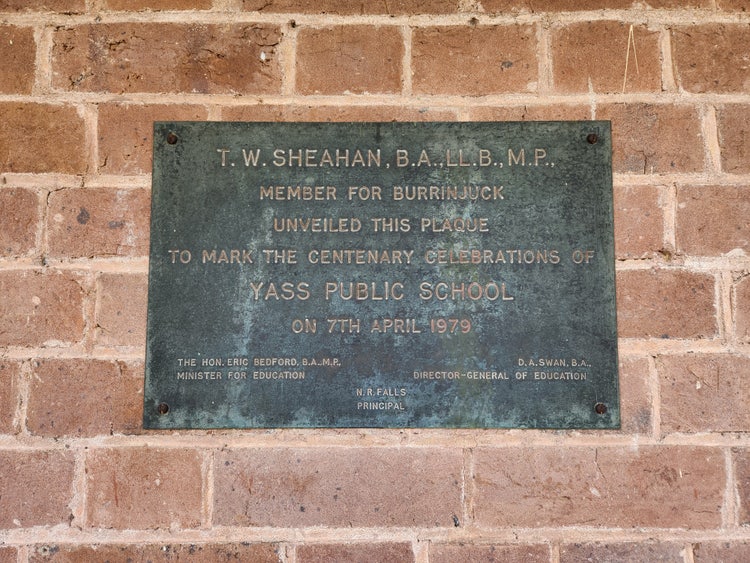 T. W. SHEAHAN, B.A., LL.B., M.P.,
MEMBER FOR BURRINJUCK
UNVEILED THIS PLAQUE
TO MARK THE CENTENARY CELEBRATIONS OF
YASS PUBLIC SCHOOL
ON 7TH APRIL 1979
THE HON. ERIC BEDFORD, B.A., M.P.,
MINISTER FOR EDUCATION
D. A. SWAN, B.A.,
DIRECTOR-GENERAL OF EDUCATION
N. R. FALLS
PRINCIPAL